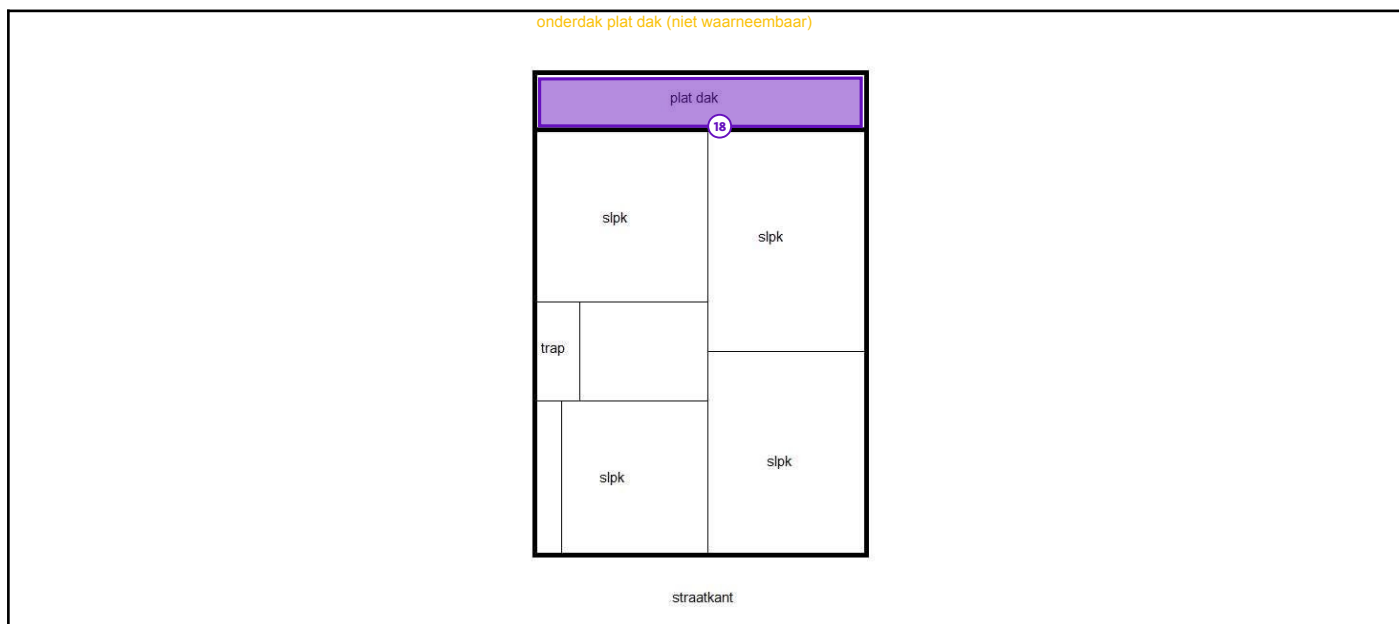 onderdak plat dak (niet waarneembaar)
plat dak
18
slpk
slpk
trap
slpk
slpk
straatkant